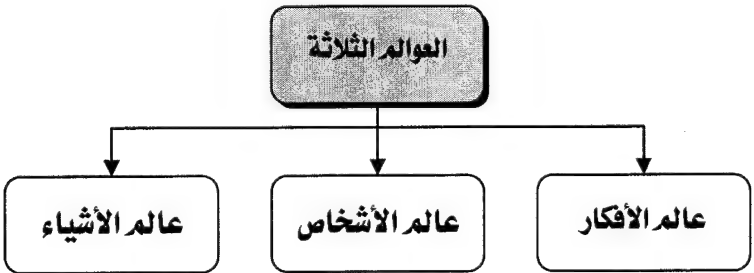 العوالم الثلاثة
عالم الأفكار
عالم الأشخاص
عالم الأشياء